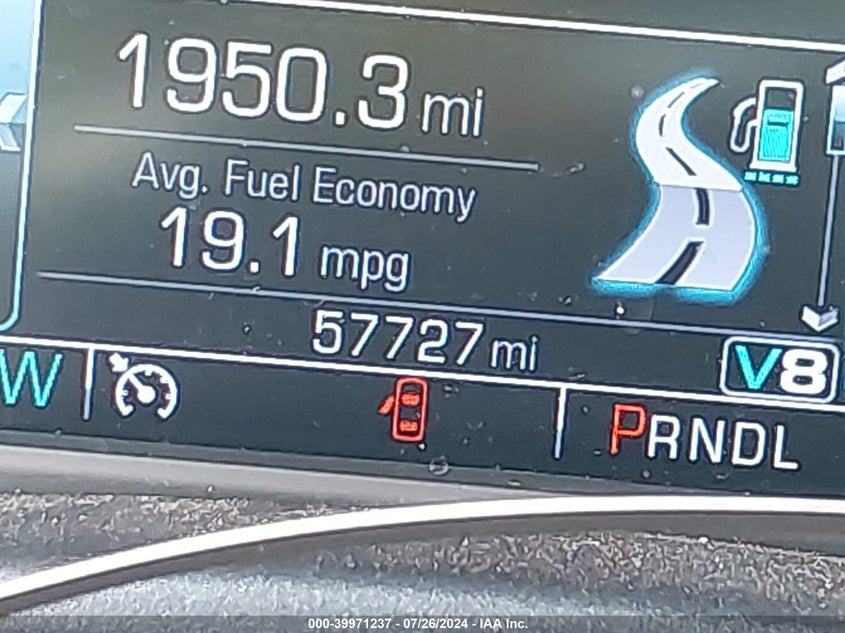 1950.3 mi
Avg. Fuel Economy
19.1 mpg
57727 mi
V8
W
PRNDL
000-39971237 - 07/26/2024 - IAA Inc.